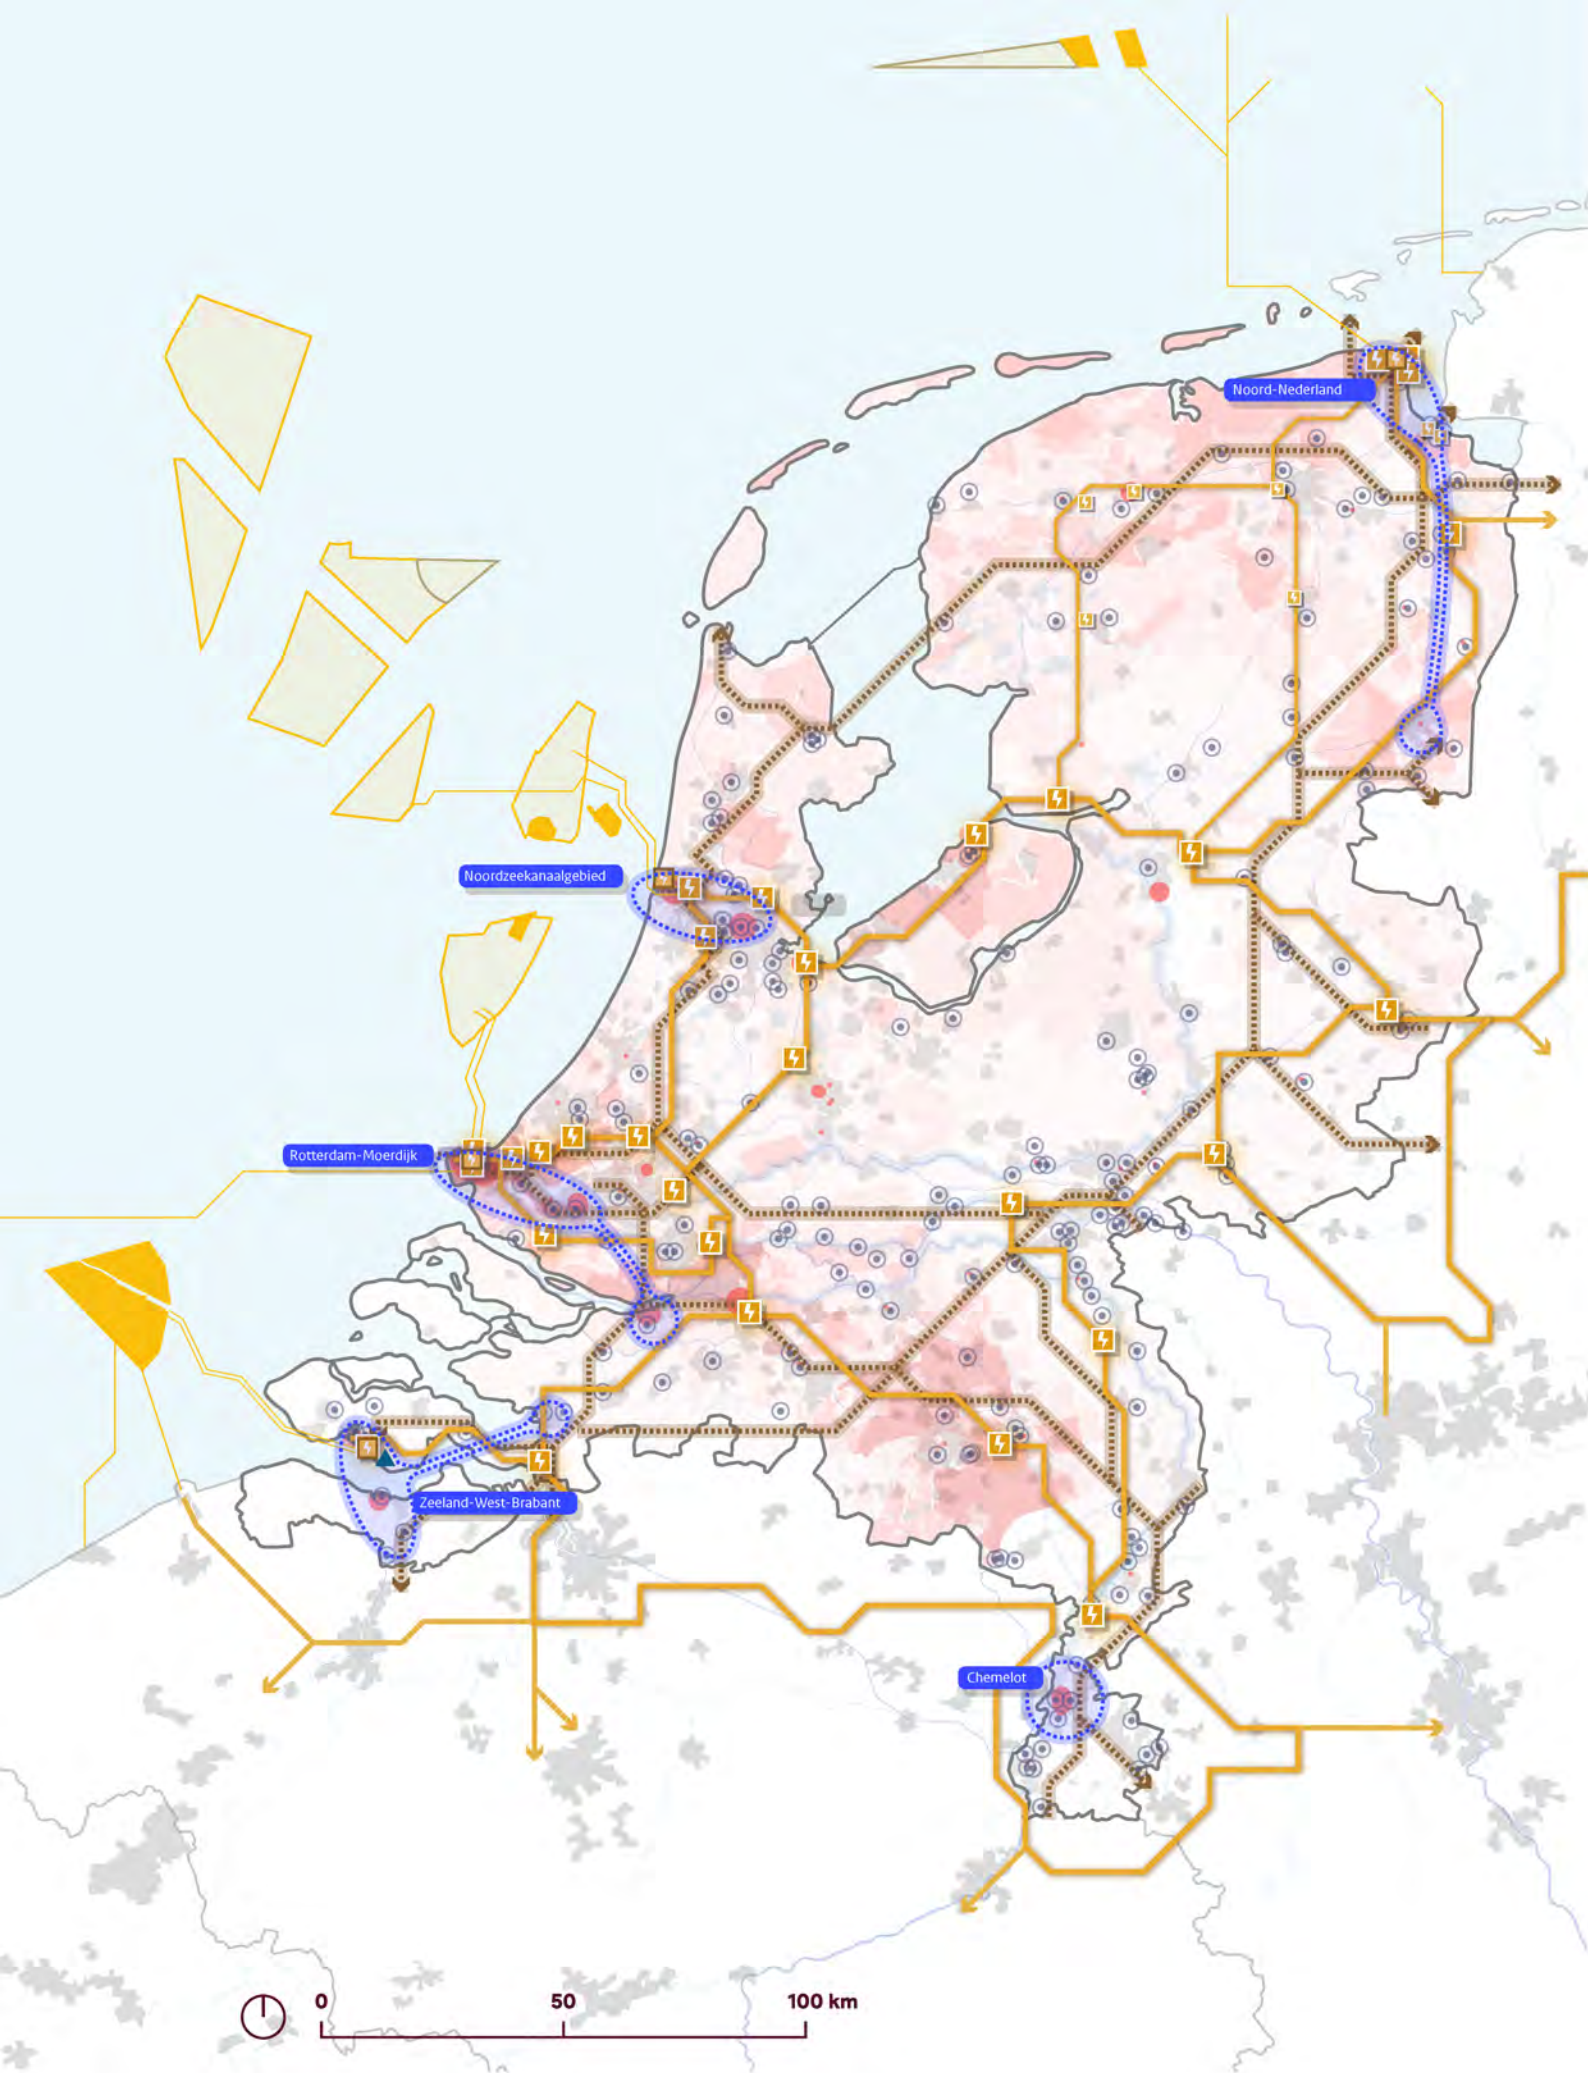 Noord-Nederland
Noordzeekanaalgebied
Rotterdam-Moerdijk
Zeeland-West-Brabant
Chemelot
0 50 100 km